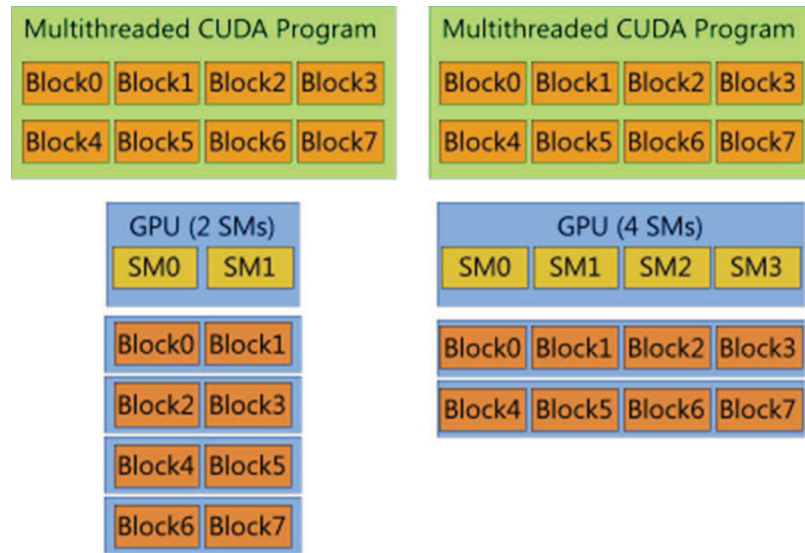 Multithreaded CUDA Program
Block0 Block1 Block2 Block3
Block4 Block5 Block6 Block7
GPU (2 SMs)
SM0 SM1
Block0 Block1
Block2 Block3
Block4 Block5
Block6 Block7
Multithreaded CUDA Program
Block0 Block1 Block2 Block3
Block4 Block5 Block6 Block7
GPU (4 SMs)
SM0 SM1 SM2 SM3
Block0 Block1 Block2 Block3
Block4 Block5 Block6 Block7